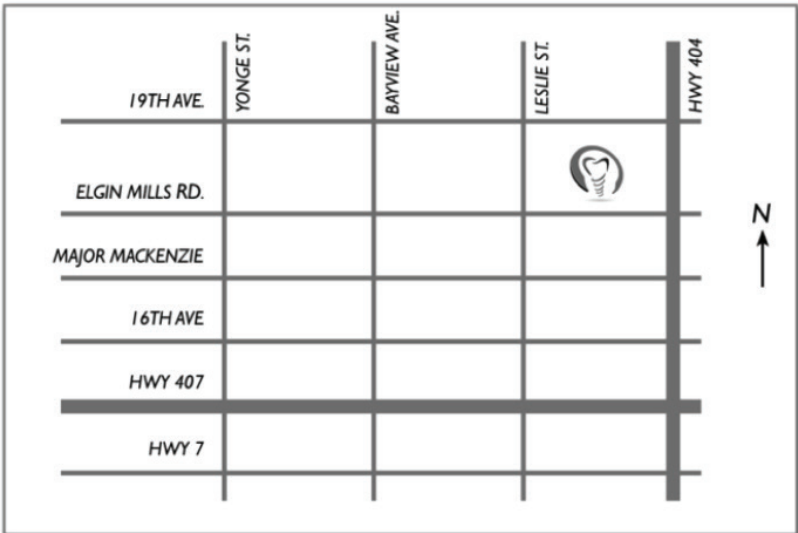 YONGE ST.
BAYVIEW AVE.
LESLIE ST.
HWY 404
19TH AVE.
ELGIN MILLS RD.
N
MAJOR MACKENZIE
16TH AVE
HWY 407
HWY 7